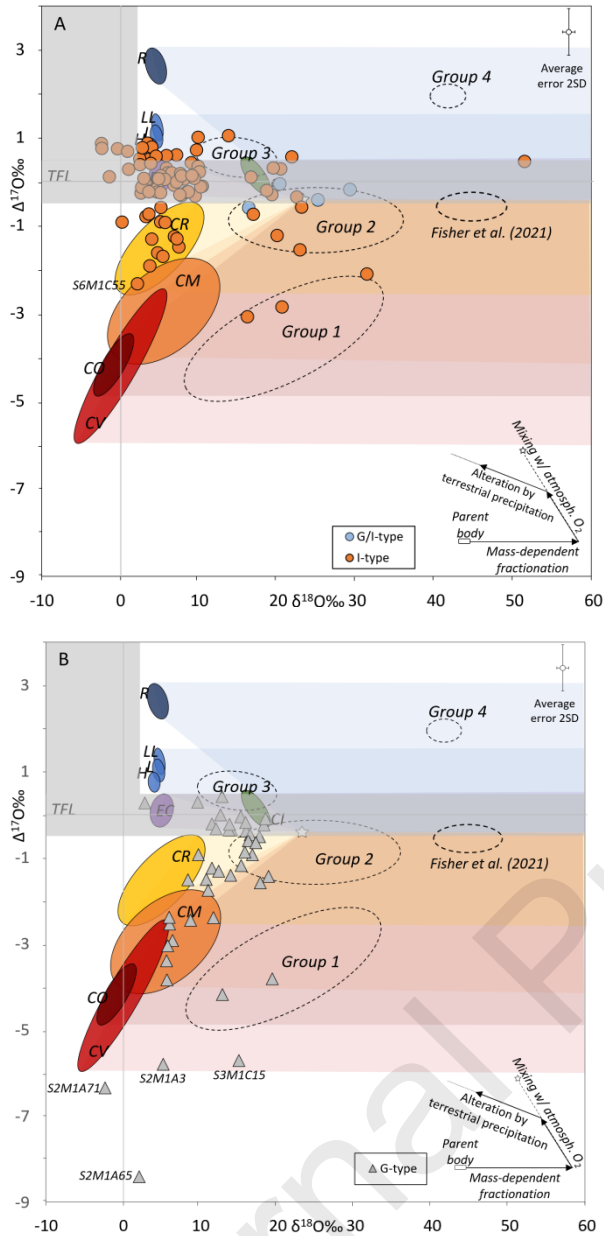 A
3
1
-1
-3
-5
-7
-9
Δ¹⁷O‰
R
LL
L
H
TFL
Group 4
Average
error 2SD
Group 3
CR
Group 2
Fisher et al. (2021)
S6M1C55
CM
Group 1
CO
CV
Mixing w/ atmosph. O₂
Alteration by
terrestrial precipitation
Parent
body
Mass-dependent
fractionation
G/I-type
I-type
-10 0 10 20 δ¹⁸O‰ 30 40 50 60
B
3
1
-1
-3
-5
-7
-9
Δ¹⁷O‰
R
LL
L
H
EC
TFL
Group 4
Average
error 2SD
Group 3
CI
CR
Group 2
Fisher et al. (2021)
CM
Group 1
CO
CV
S2M1A71
S2M1A3
S3M1C15
S2M1A65
Mixing w/ atmosph. O₂
Alteration by
terrestrial precipitation
Parent
body
Mass-dependent
fractionation
G-type
-10 0 10 20 δ¹⁸O‰ 30 40 50 60
rnal P